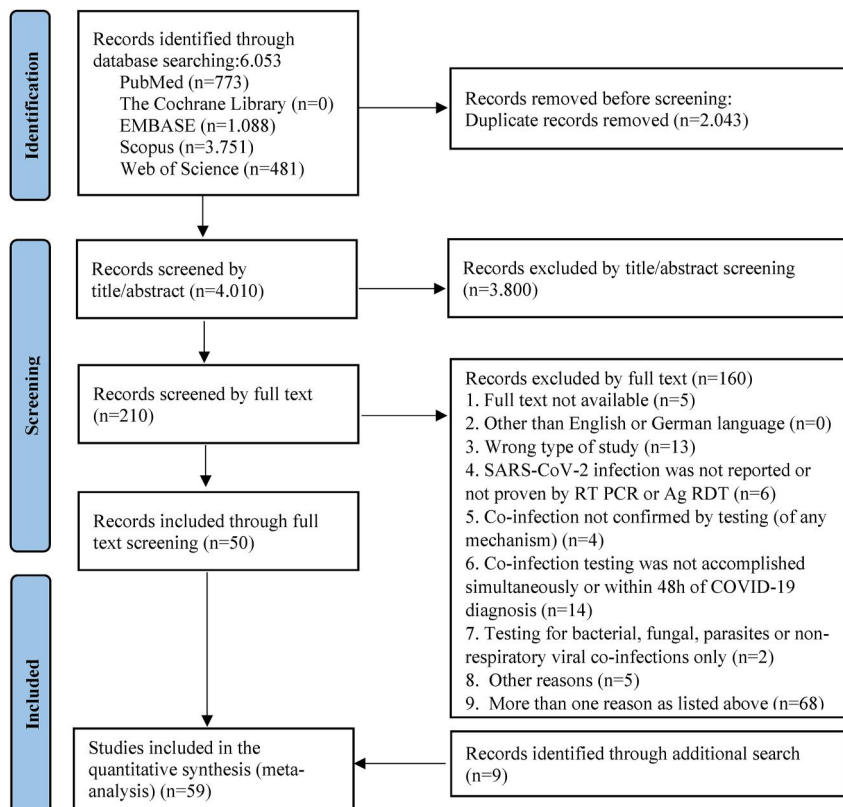 Identification
Records identified through
database searching:6.053
PubMed (n=773)
The Cochrane Library (n=0)
EMBASE (n=1.088)
Scopus (n=3.751)
Web of Science (n=481)
Records removed before screening:
Duplicate records removed (n=2.043)
Screening
Records screened by
title/abstract (n=4.010)
Records excluded by title/abstract screening
(n=3.800)
Records screened by full text
(n=210)
Records excluded by full text (n=160)
1. Full text not available (n=5)
2. Other than English or German language (n=0)
3. Wrong type of study (n=13)
4. SARS-CoV-2 infection was not reported or
not proven by RT PCR or Ag RDT (n=6)
5. Co-infection not confirmed by testing (of any
mechanism) (n=4)
6. Co-infection testing was not accomplished
simultaneously or within 48h of COVID-19
diagnosis (n=14)
7. Testing for bacterial, fungal, parasites or non-
respiratory viral co-infections only (n=2)
8. Other reasons (n=5)
9. More than one reason as listed above (n=68)
Records included through full
text screening (n=50)
Included
Studies included in the
quantitative synthesis (meta-
analysis) (n=59)
Records identified through additional search
(n=9)